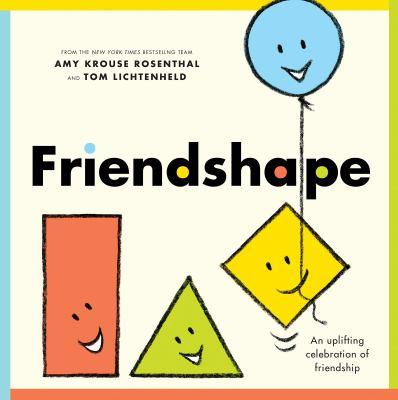 FROM THE NEW YORK TIMES BESTSELLING TEAM
AMY KROUSE ROSENTHAL
AND TOM LICHTENHELD
Friendshape
An uplifting
celebration of
friendship